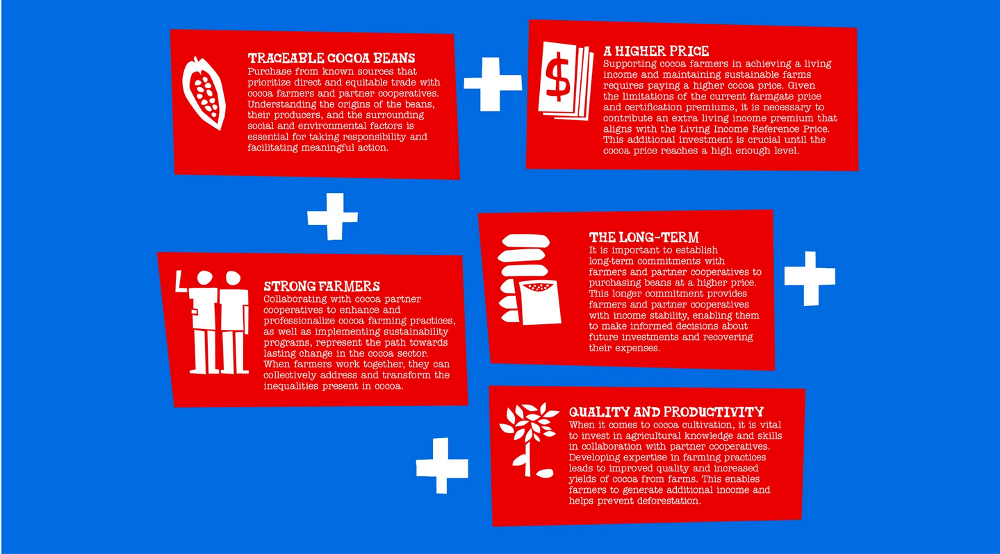 TRACEABLE COCOA BEANS
Purchase from known sources that
prioritize direct and equitable trade with
cocoa farmers and partner cooperatives.
Understanding the origins of the beans,
their producers, and the surrounding
social and environmental factors is
essential for taking responsibility and
facilitating meaningful action.
A HIGHER PRICE
Supporting cocoa farmers in achieving a living
income and maintaining sustainable farms
requires paying a higher cocoa price. Given
the limitations of the current farmgate price
and certification premiums, it is necessary to
contribute an extra living income premium that
aligns with the Living Income Reference Price.
This additional investment is crucial until the
cocoa price reaches a high enough level.
STRONG FARMERS
Collaborating with cocoa partner
cooperatives to enhance and
professionalize cocoa farming practices,
as well as implementing sustainability
programs, represent the path towards
lasting change in the cocoa sector.
When farmers work together, they can
collectively address and transform the
inequalities present in cocoa.
THE LONG-TERM
It is important to establish
long-term commitments with
farmers and partner cooperatives to
purchasing beans at a higher price.
This longer commitment provides
farmers and partner cooperatives
with income stability, enabling them
to make informed decisions about
future investments and recovering
their expenses.
QUALITY AND PRODUCTIVITY
When it comes to cocoa cultivation, it is vital
to invest in agricultural knowledge and skills
in collaboration with partner cooperatives.
Developing expertise in farming practices
leads to improved quality and increased
yields of cocoa from farms. This enables
farmers to generate additional income and
helps prevent deforestation.